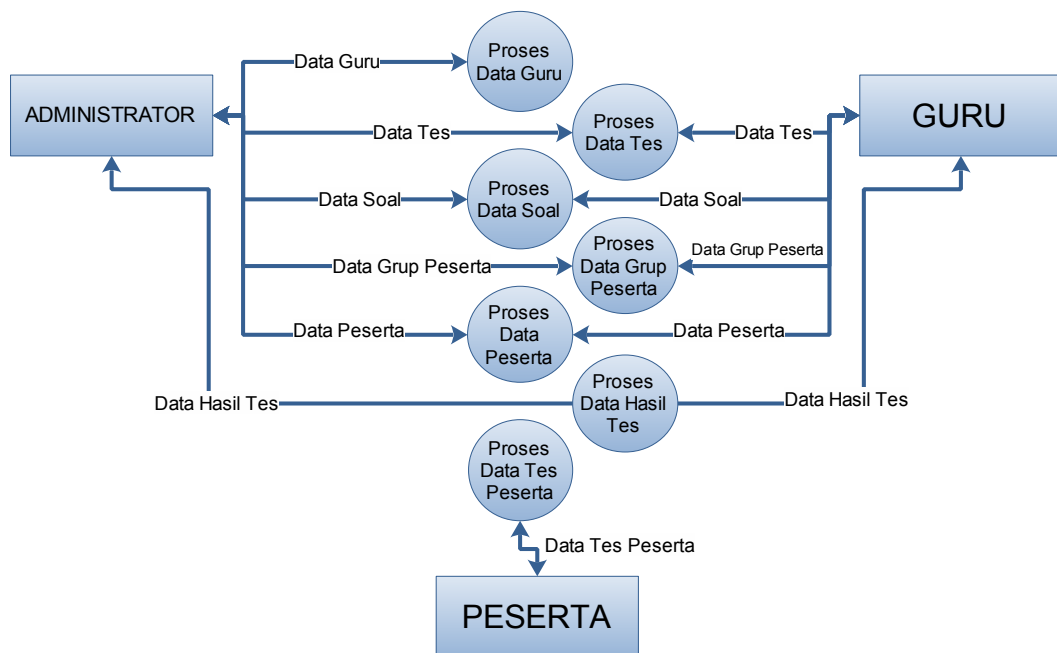 Data Guru
Proses
Data Guru
ADMINISTRATOR
GURU
Data Tes
Proses
Data Tes
Data Tes
Data Soal
Proses
Data Soal
Data Soal
Data Grup Peserta
Proses
Data Grup
Peserta
Data Grup Peserta
Data Peserta
Proses
Data
Peserta
Data Peserta
Data Hasil Tes
Proses
Data Hasil
Tes
Data Hasil Tes
Proses
Data Tes
Peserta
Data Tes Peserta
PESERTA